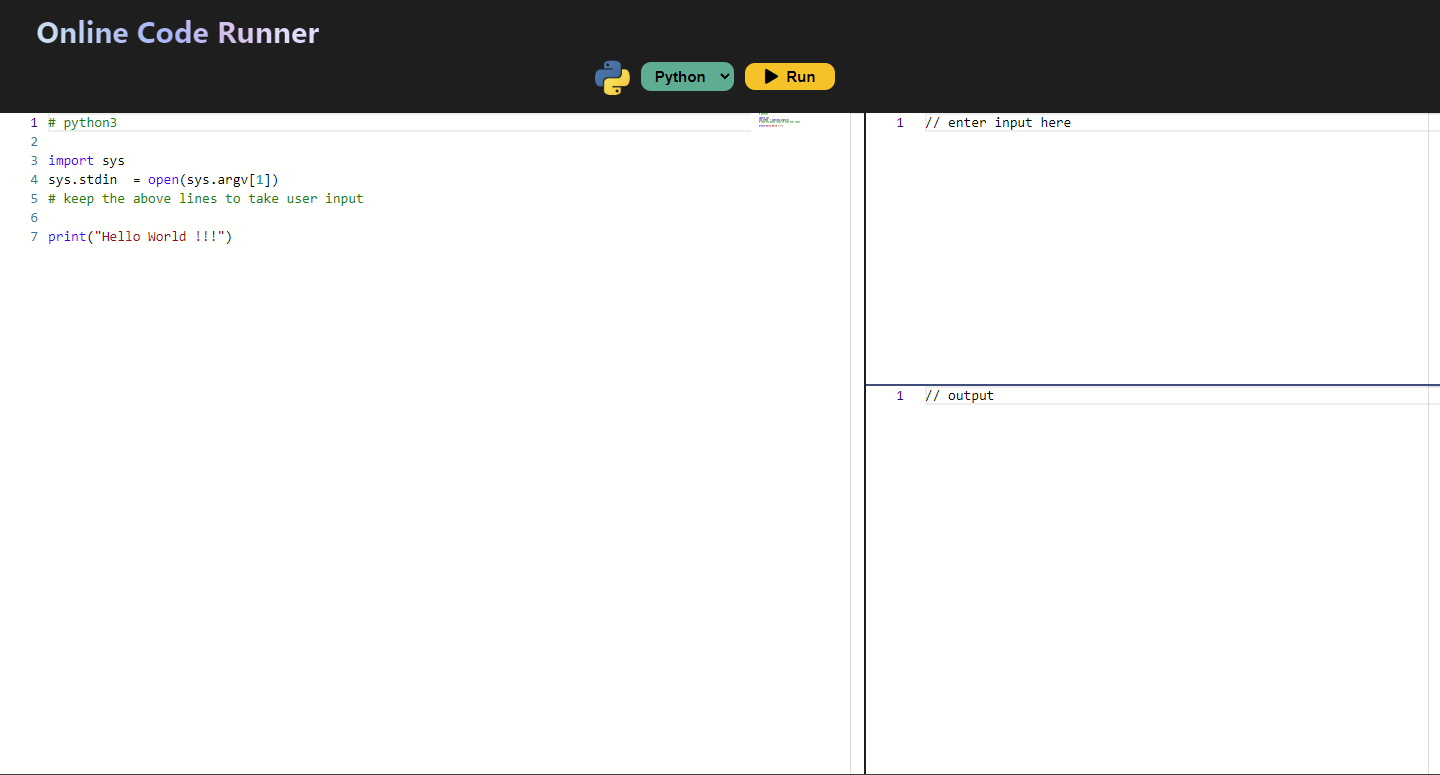 Online Code Runner
Python
Run
1 # python3
2
3 import sys
4 sys.stdin  = open(sys.argv[1])
5 # keep the above lines to take user input
6
7 print("Hello World !!!")
1 // enter input here
1 // output